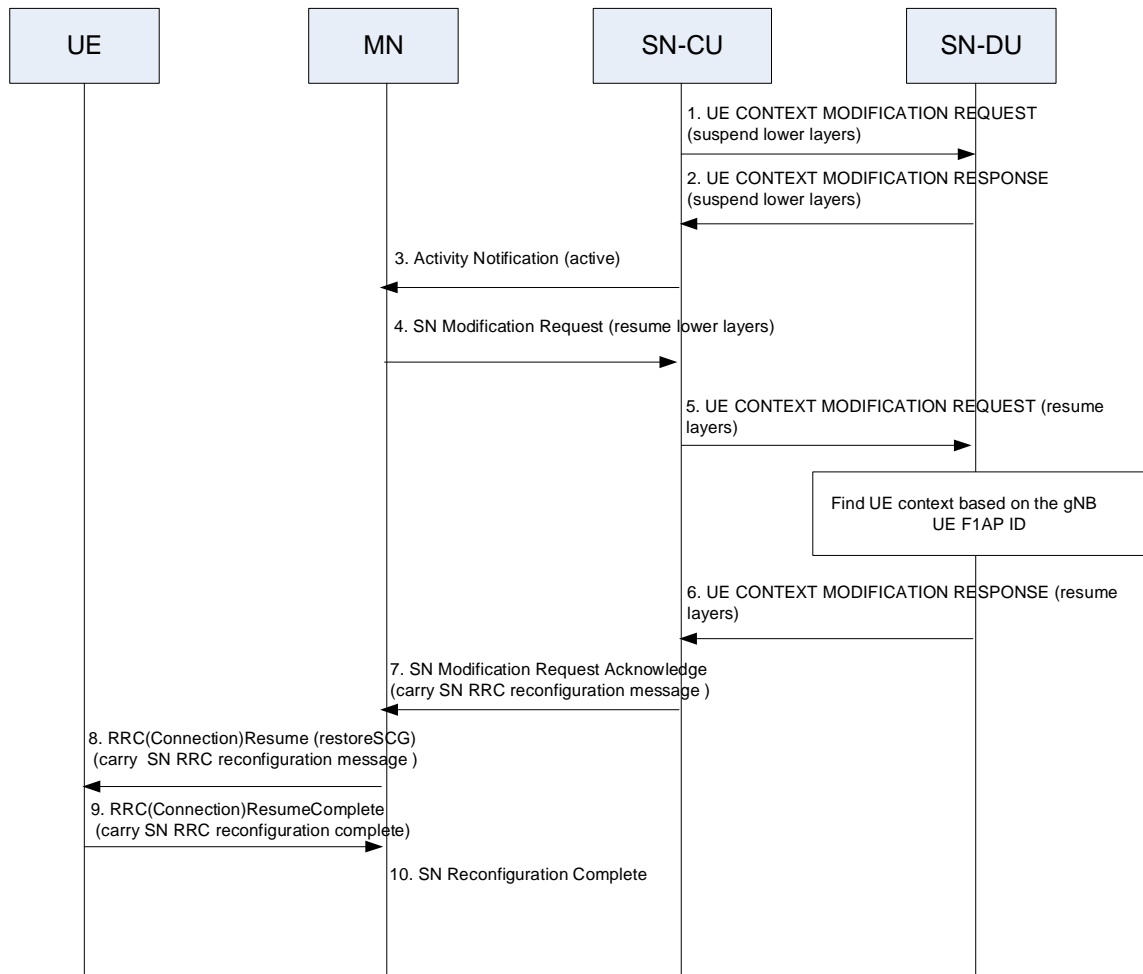 UE
MN
SN-CU
SN-DU
1. UE CONTEXT MODIFICATION REQUEST
(suspend lower layers)
2. UE CONTEXT MODIFICATION RESPONSE
(suspend lower layers)
3. Activity Notification (active)
4. SN Modification Request (resume lower layers)
5. UE CONTEXT MODIFICATION REQUEST (resume
layers)
Find UE context based on the gNB
UE F1AP ID
6. UE CONTEXT MODIFICATION RESPONSE (resume
layers)
7. SN Modification Request Acknowledge
(carry SN RRC reconfiguration message )
8. RRC(Connection)Resume (restoreSCG)
(carry SN RRC reconfiguration message )
9. RRC(Connection)ResumeComplete
(carry SN RRC reconfiguration complete)
10. SN Reconfiguration Complete